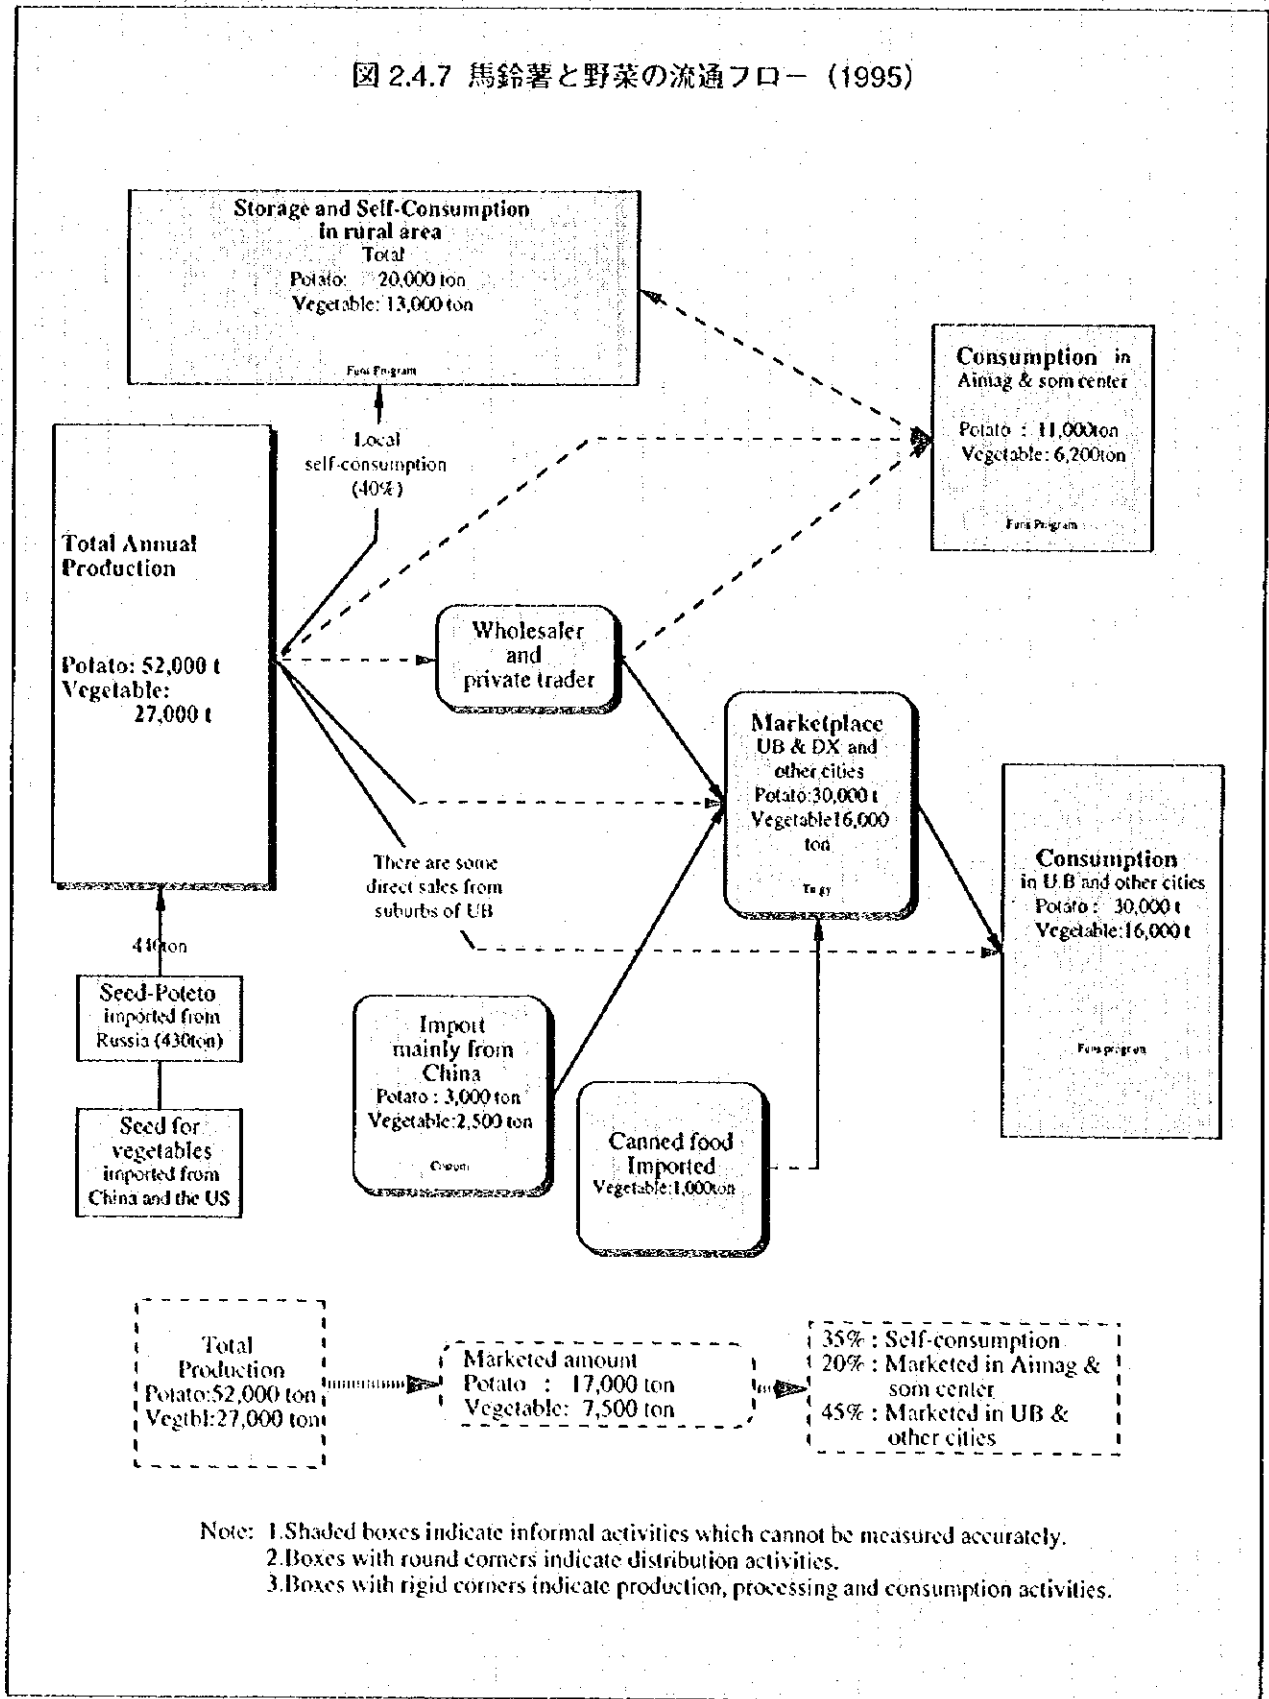 図 2.4.7 馬鈴薯と野菜の流通フロー (1995)
Storage and Self-Consumption
in rural area
Total
Potato: 20,000 ton
Vegetable: 13,000 ton
Funs Program
Consumption in
Aimag & som center
Potato : 11,000ton
Vegetable: 6,200ton
Funs Program
Local
self-consumption
(40%)
Total Annual
Production
Potato: 52,000 t
Vegetable:
27,000 t
Wholesaler
and
private trader
Marketplace
UB & DX and
other cities
Potato:30,000 t
Vegetable16,000
ton
There are some
direct sales from
suburbs of UB
Consumption
in U.B and other cities
Potato : 30,000 t
Vegetable:16,000 t
Funs program
440ton
Seed-Poteto
imported from
Russia (430ton)
Seed for
vegetables
imported from
China and the US
Import
mainly from
China
Potato : 3,000 ton
Vegetable:2,500 ton
Canned food
Imported
Vegetable:1,000ton
Total
Production
Potato:52,000 ton
Vegtbl:27,000 ton
Marketed amount
Potato : 17,000 ton
Vegetable: 7,500 ton
35% : Self-consumption
20% : Marketed in Aimag &
som center
45% : Marketed in UB &
other cities
Note: 1.Shaded boxes indicate informal activities which cannot be measured accurately.
2.Boxes with round corners indicate distribution activities.
3.Boxes with rigid corners indicate production, processing and consumption activities.